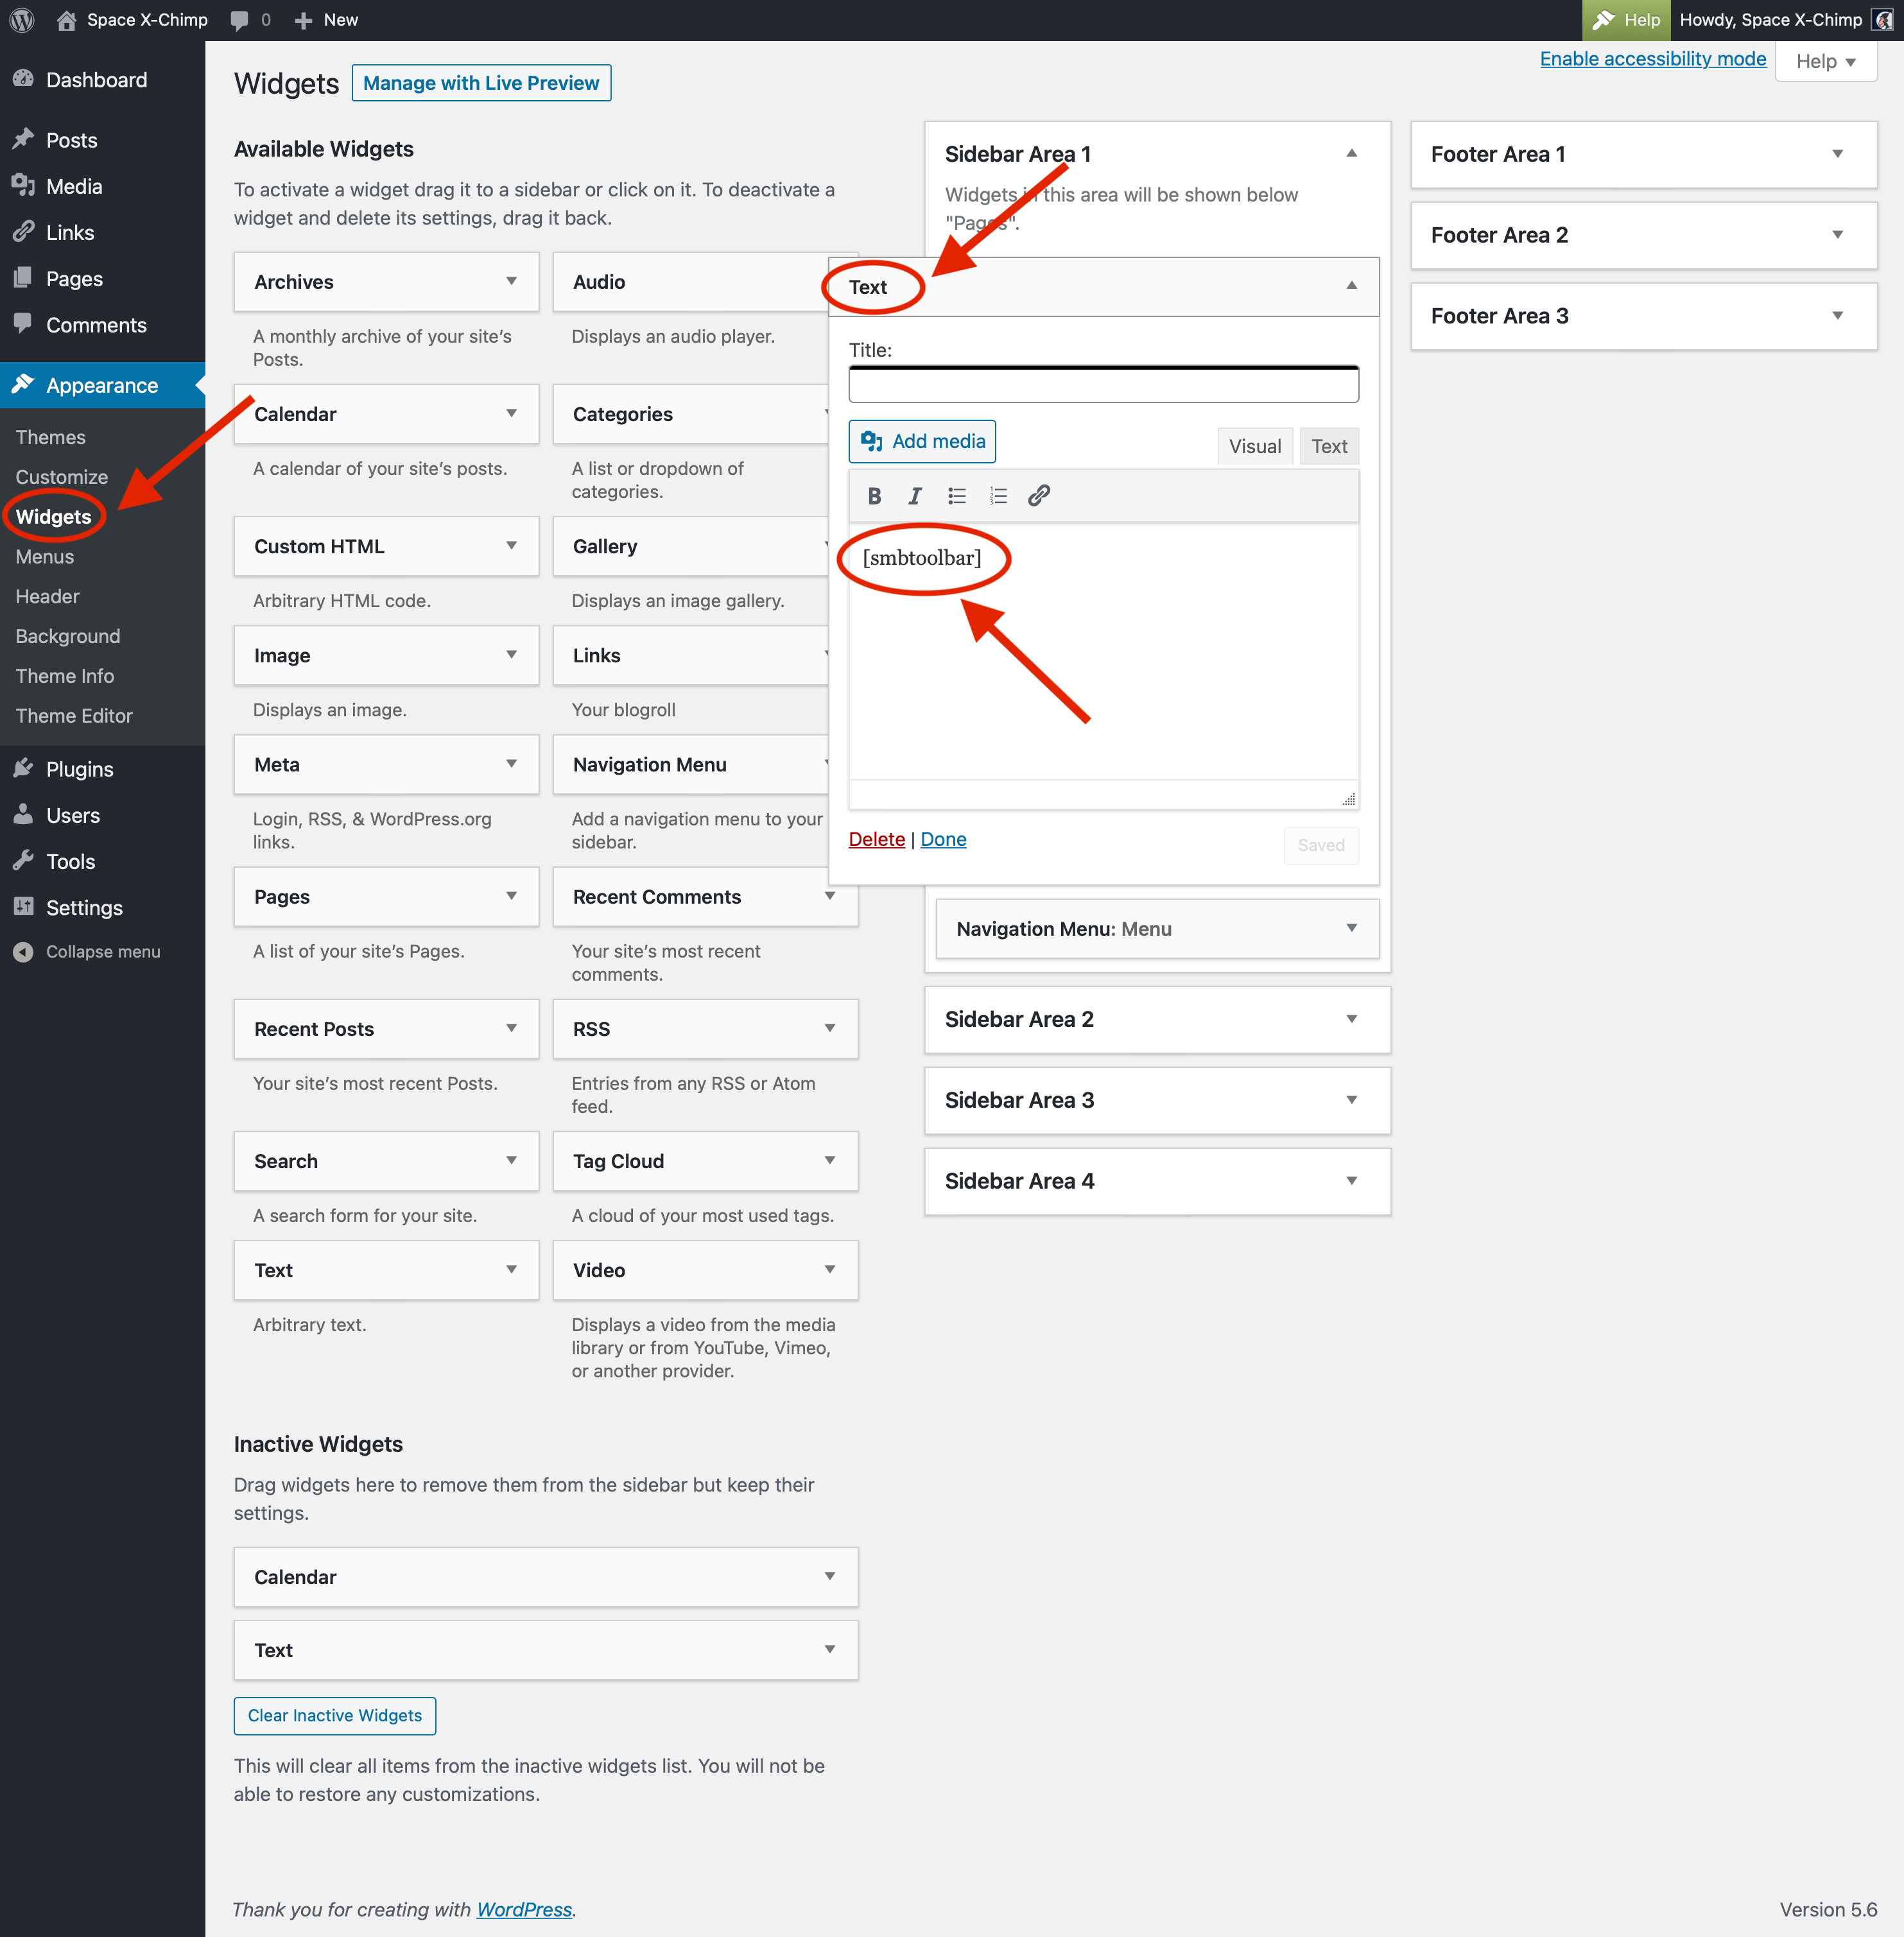 Space X-Chimp 0 New Help Howdy, Space X-Chimp
Dashboard
Posts
Media
Links
Pages
Comments
Appearance
Themes
Customize
Widgets
Menus
Header
Background
Theme Info
Theme Editor
Plugins
Users
Tools
Settings
Collapse menu
Widgets Manage with Live Preview
Enable accessibility mode Help
Available Widgets
To activate a widget drag it to a sidebar or click on it. To deactivate a
widget and delete its settings, drag it back.
Archives
A monthly archive of your site's
Posts.
Audio
Displays an audio player.
Calendar
A calendar of your site's posts.
Categories
A list or dropdown of
categories.
Custom HTML
Arbitrary HTML code.
Gallery
Displays an image gallery.
Image
Displays an image.
Links
Your blogroll
Meta
Login, RSS, & WordPress.org
links.
Navigation Menu
Add a navigation menu to your
sidebar.
Pages
A list of your site's Pages.
Recent Comments
Your site's most recent
comments.
Recent Posts
Your site's most recent Posts.
RSS
Entries from any RSS or Atom
feed.
Search
A search form for your site.
Tag Cloud
A cloud of your most used tags.
Text
Arbitrary text.
Video
Displays a video from the media
library or from YouTube, Vimeo,
or another provider.
Inactive Widgets
Drag widgets here to remove them from the sidebar but keep their
settings.
Calendar
Text
Clear Inactive Widgets
This will clear all items from the inactive widgets list. You will not be
able to restore any customizations.
Sidebar Area 1
Widgets in this area will be shown below
"Pages".
Text
Title:
Add media
Visual Text
[smbtoolbar]
Delete | Done
Saved
Navigation Menu: Menu
Sidebar Area 2
Sidebar Area 3
Sidebar Area 4
Footer Area 1
Footer Area 2
Footer Area 3
Thank you for creating with WordPress.
Version 5.6